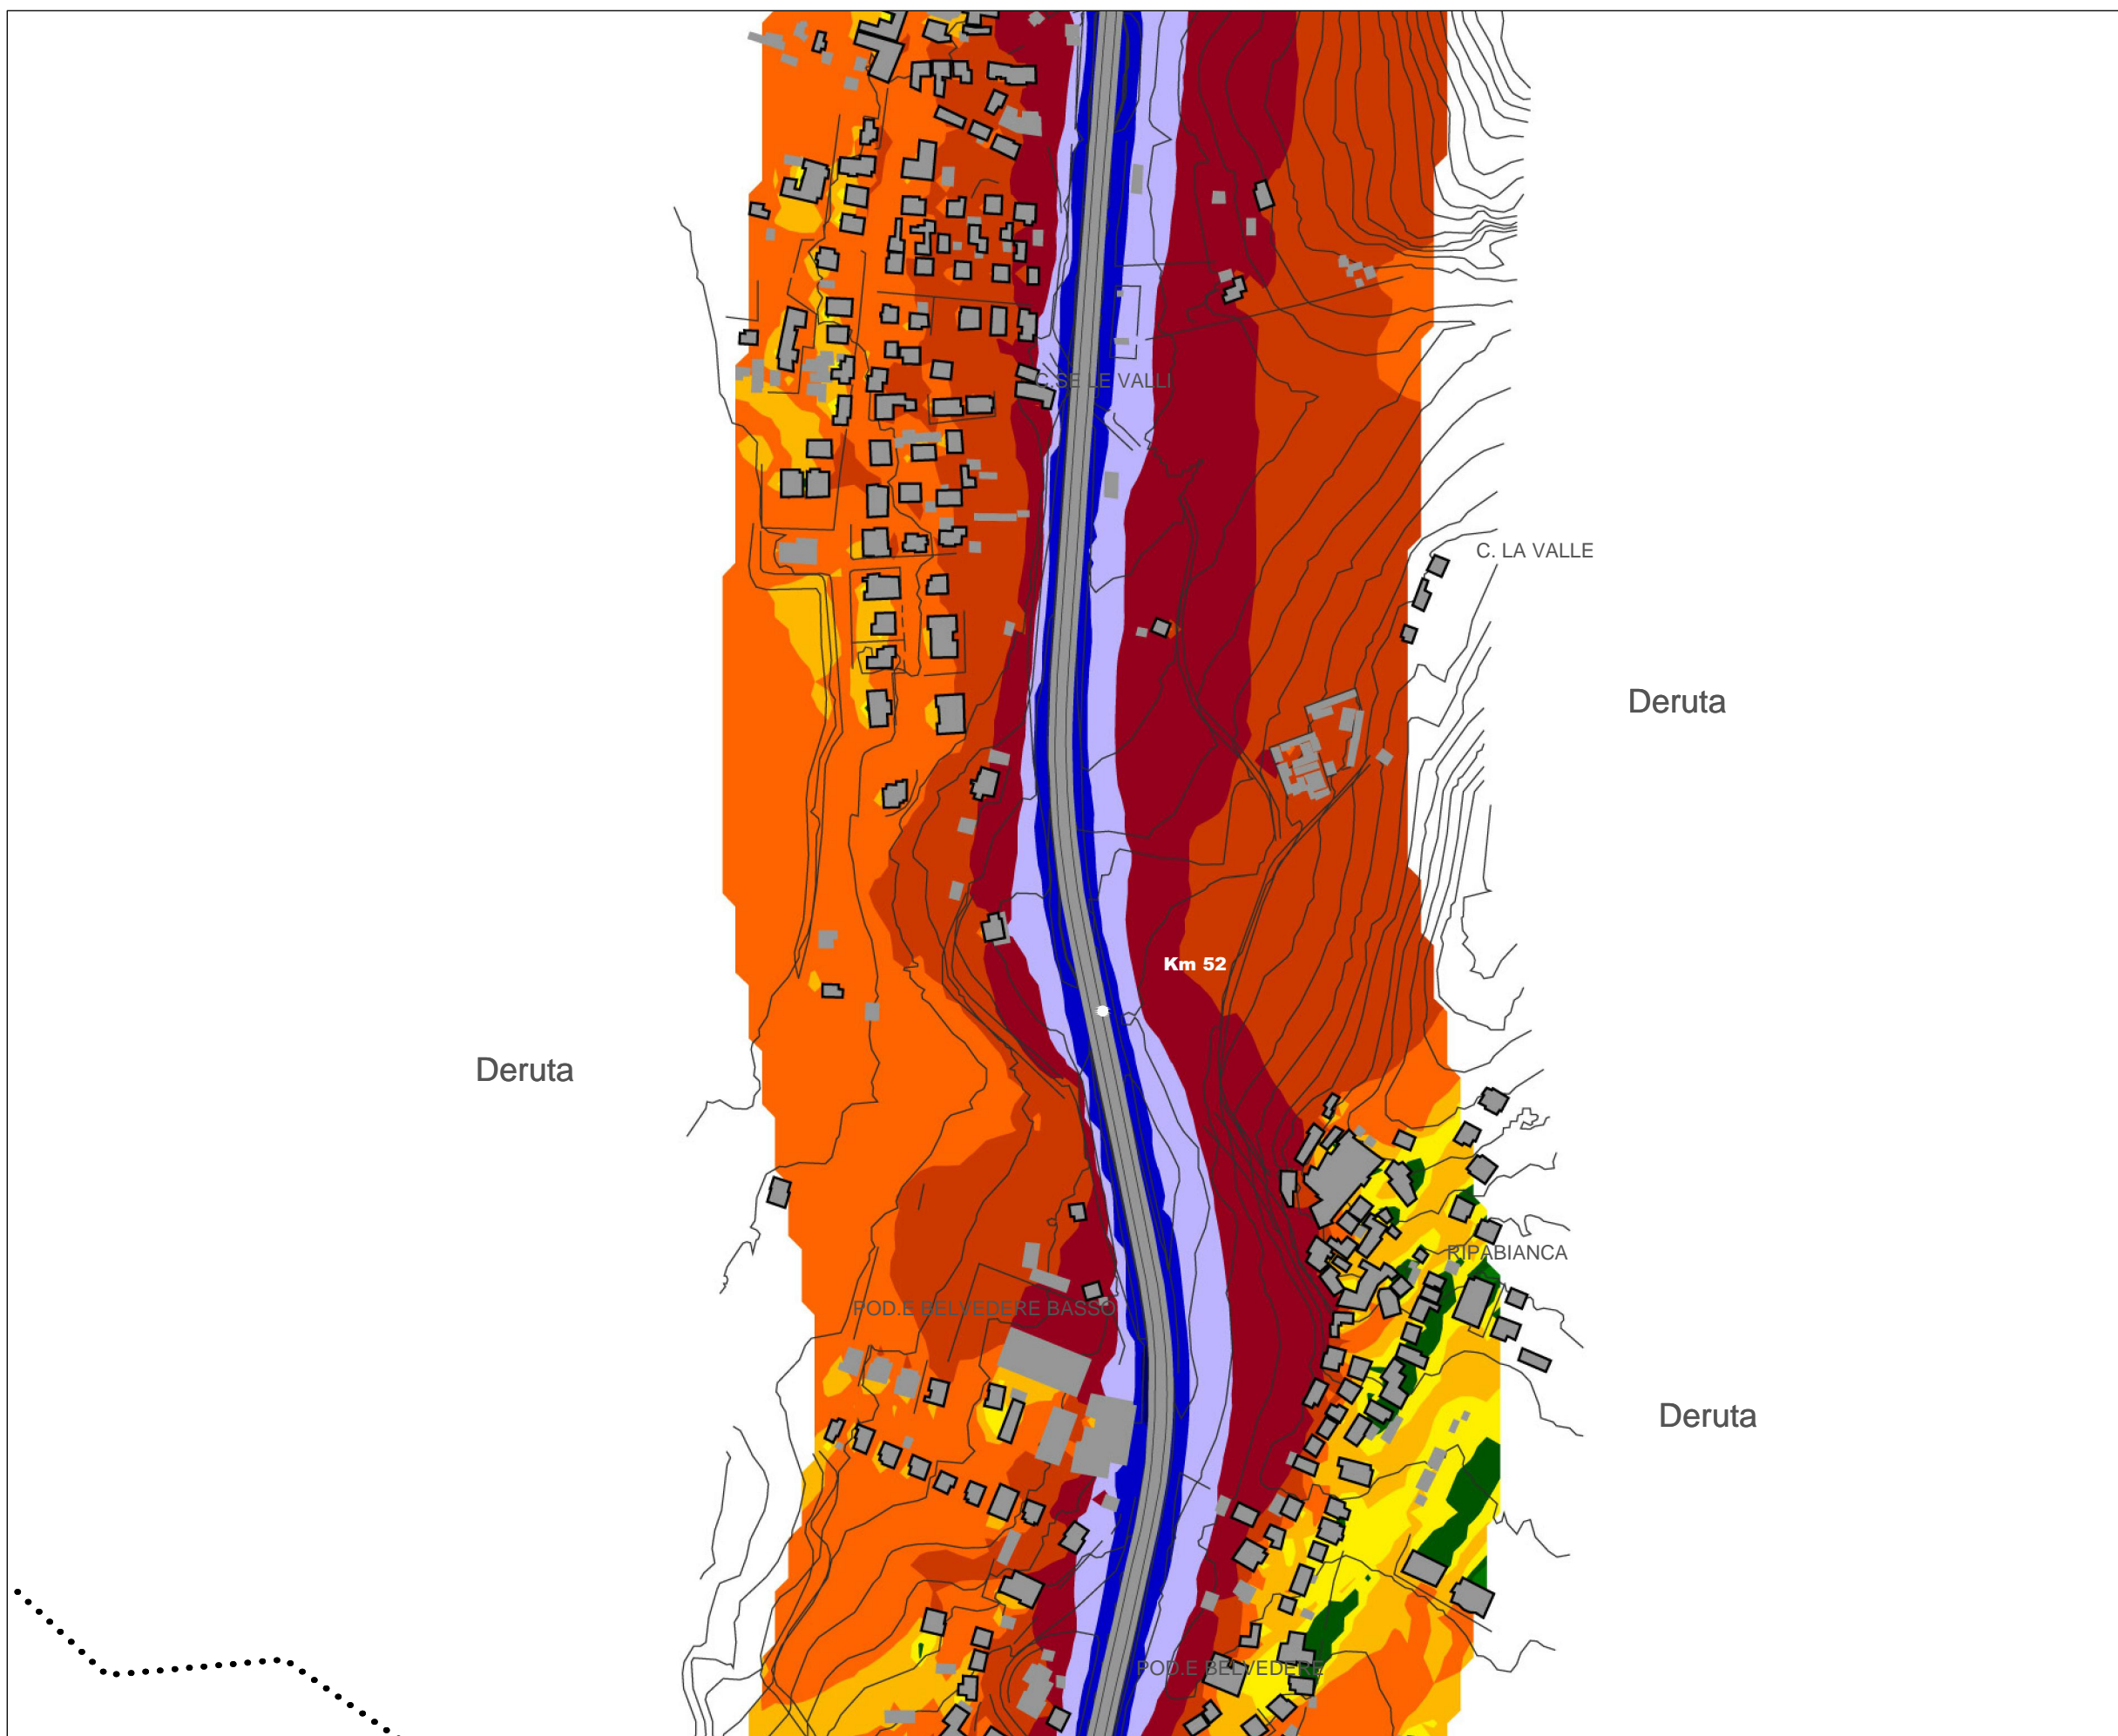 C.SE LE VALLI
C. LA VALLE
Deruta
Km 52
Deruta
RIPABIANCA
POD.E BELVEDERE BASSO
Deruta
POD.E BELVEDERE